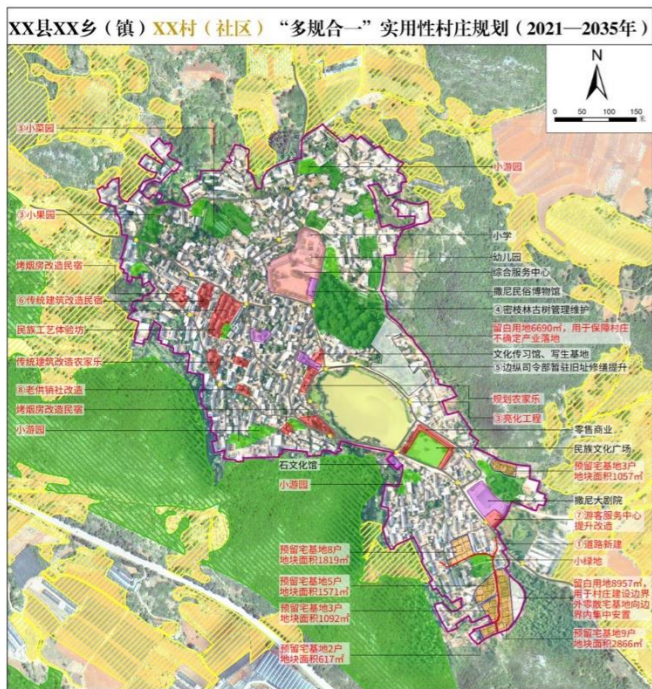 XX县XX乡（镇）XX村（社区）“多规合一”实用性村庄规划（2021—2035年）
N
0 50 100 150
米
③小菜园
小游园
③小果园
小学
幼儿园
烤烟房改造民宿
综合服务中心
撒尼民俗博物馆
⑥传统建筑改造民宿
④密枝林古树管理维护
民族工艺体验坊
留白用地6690㎡，用于保障村庄
不确定产业落地
文化传习馆、写生基地
传统建筑改造农家乐
⑤边纵司令部暂驻旧址修缮提升
⑧老供销社改造
规划农家乐
烤烟房改造民宿
②亮化工程
小游园
零售商业
民族文化广场
石文化馆
预留宅基地3户
地块面积1057㎡
小游园
撒尼大剧院
⑦游客服务中心
提升改造
预留宅基地8户
地块面积1819㎡
①道路新建
小绿地
预留宅基地5户
地块面积1571㎡
留白用地8957㎡，
用于村庄建设边界
外零散宅基地向边
界内集中安置
预留宅基地3户
地块面积1092㎡
预留宅基地9户
地块面积2866㎡
预留宅基地2户
地块面积617㎡